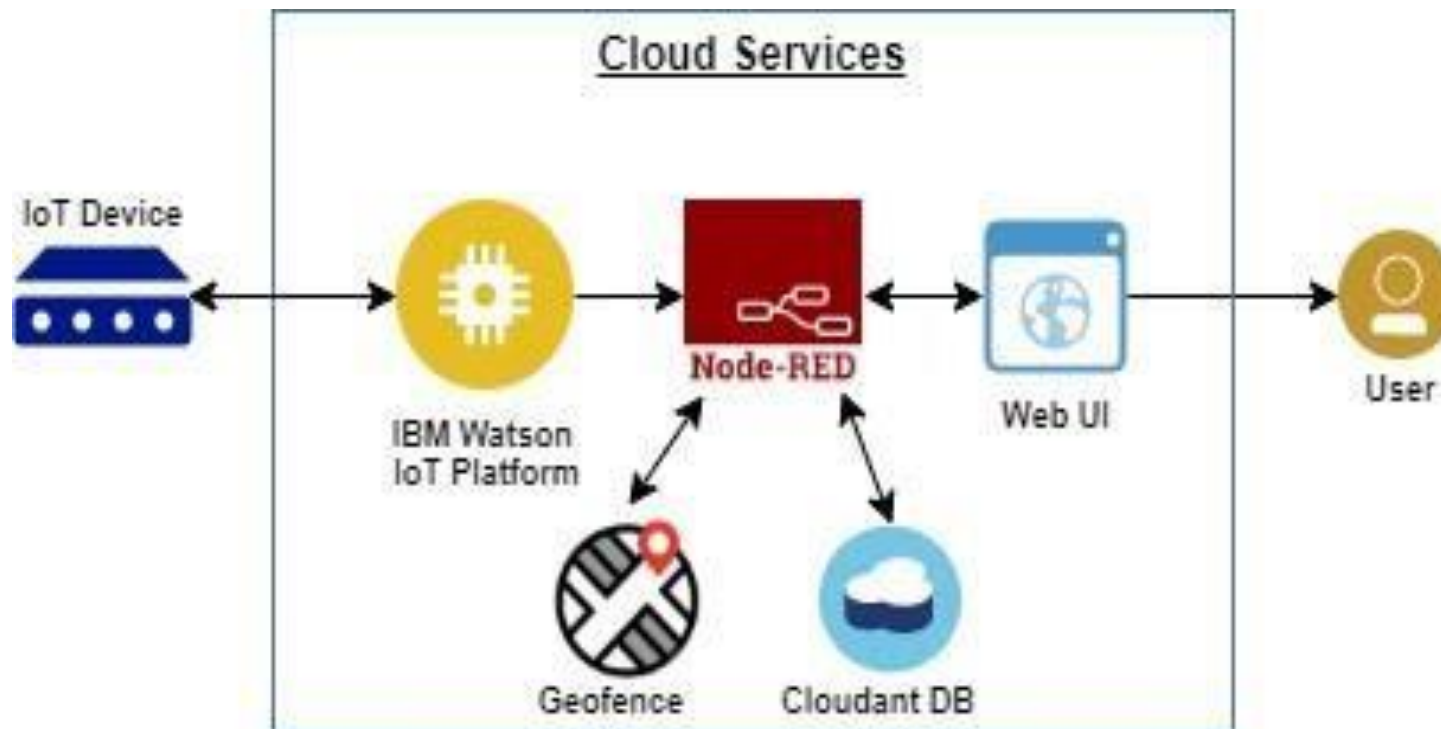 Cloud Services
IoT Device
Node-RED
User
Web UI
IBM Watson
IoT Platform
Geofence
Cloudant DB